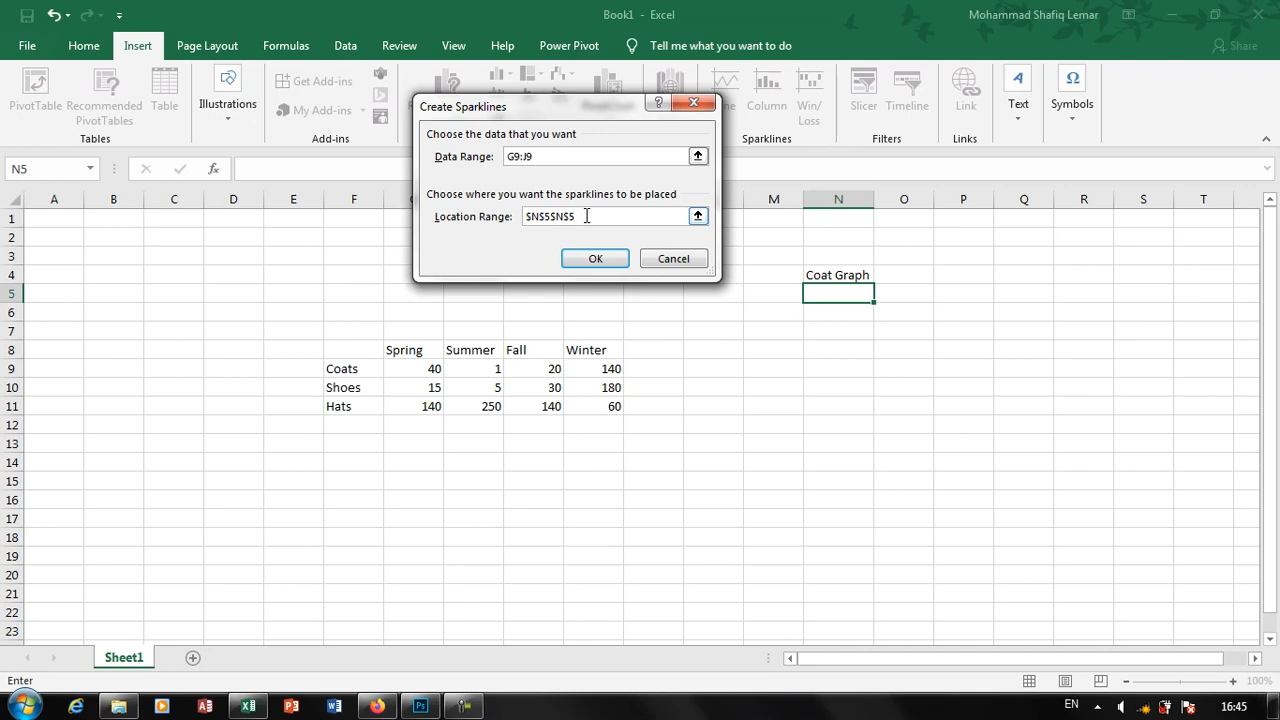 Book1 - Excel
Mohammad Shafiq Lemar
File Home Insert Page Layout Formulas Data Review View Help Power Pivot Tell me what you want to do Share
PivotTable
Recommended
PivotTables
Table
Tables
Illustrations
Get Add-ins
My Add-ins
Add-ins
Column
Win/
Loss
Sparklines
Slicer
Timeline
Filters
Link
Links
Text
Symbols
Create Sparklines
Choose the data that you want
Data Range: G9:J9
Choose where you want the sparklines to be placed
Location Range: $N$5$N$5
OK Cancel
N5
A B C D E F M N O P Q R S T
1
2
3
4 Coat Graph
5
6
7
8 Spring Summer Fall Winter
9 Coats 40 1 20 140
10 Shoes 15 5 30 180
11 Hats 140 250 140 60
12
13
14
15
16
17
18
19
20
21
22
23
Sheet1
Enter
100%
EN
16:45